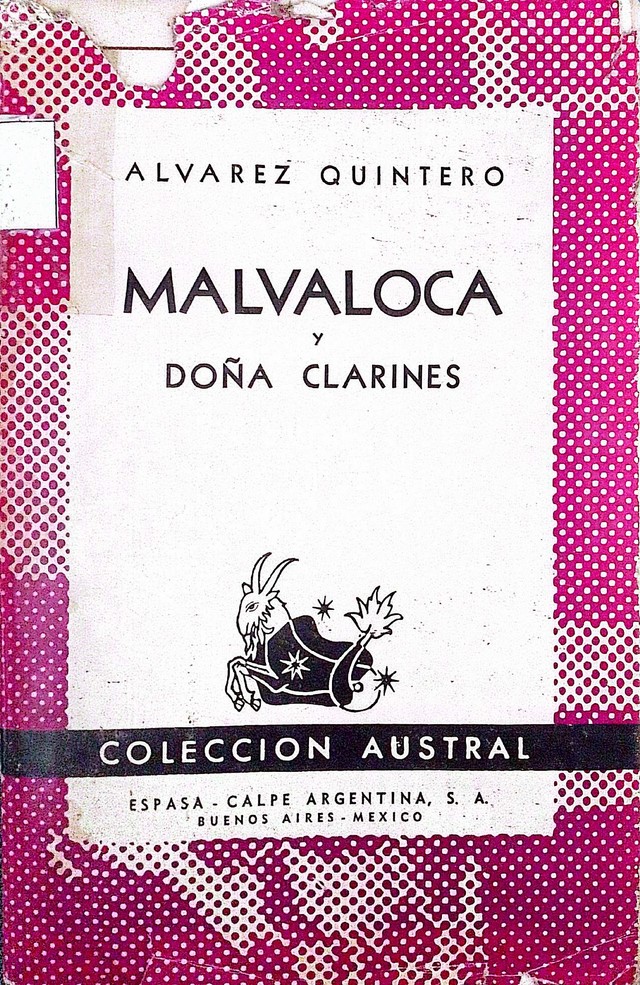 ALVAREZ QUINTERO
MALVALOCA
Y
DOÑA CLARINES
COLECCION AUSTRAL
ESPASA - CALPE ARGENTINA, S. A.
BUENOS AIRES - MEXICO